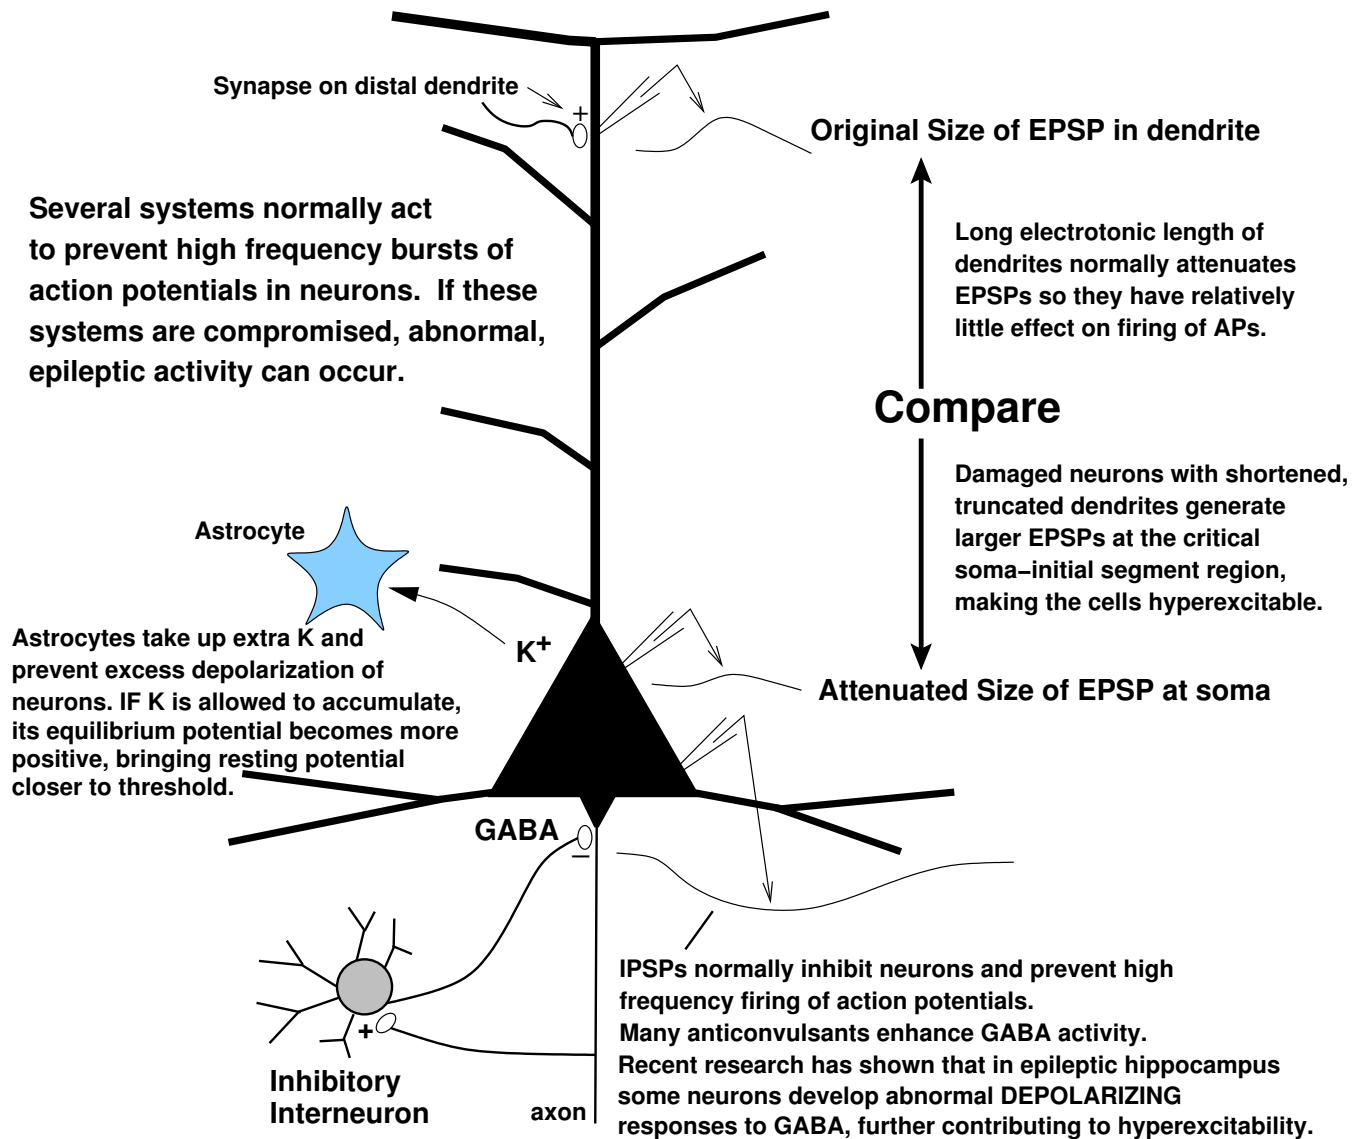 Synapse on distal dendrite
+
Original Size of EPSP in dendrite
Several systems normally act
to prevent high frequency bursts of
action potentials in neurons. If these
systems are compromised, abnormal,
epileptic activity can occur.
Long electrotonic length of
dendrites normally attenuates
EPSPs so they have relatively
little effect on firing of APs.
Compare
Damaged neurons with shortened,
truncated dendrites generate
larger EPSPs at the critical
soma–initial segment region,
making the cells hyperexcitable.
Astrocyte
K+
Astrocytes take up extra K and
prevent excess depolarization of
neurons. IF K is allowed to accumulate,
its equilibrium potential becomes more
positive, bringing resting potential
closer to threshold.
Attenuated Size of EPSP at soma
GABA
–
+
Inhibitory
Interneuron
axon
IPSPs normally inhibit neurons and prevent high
frequency firing of action potentials.
Many anticonvulsants enhance GABA activity.
Recent research has shown that in epileptic hippocampus
some neurons develop abnormal DEPOLARIZING
responses to GABA, further contributing to hyperexcitability.